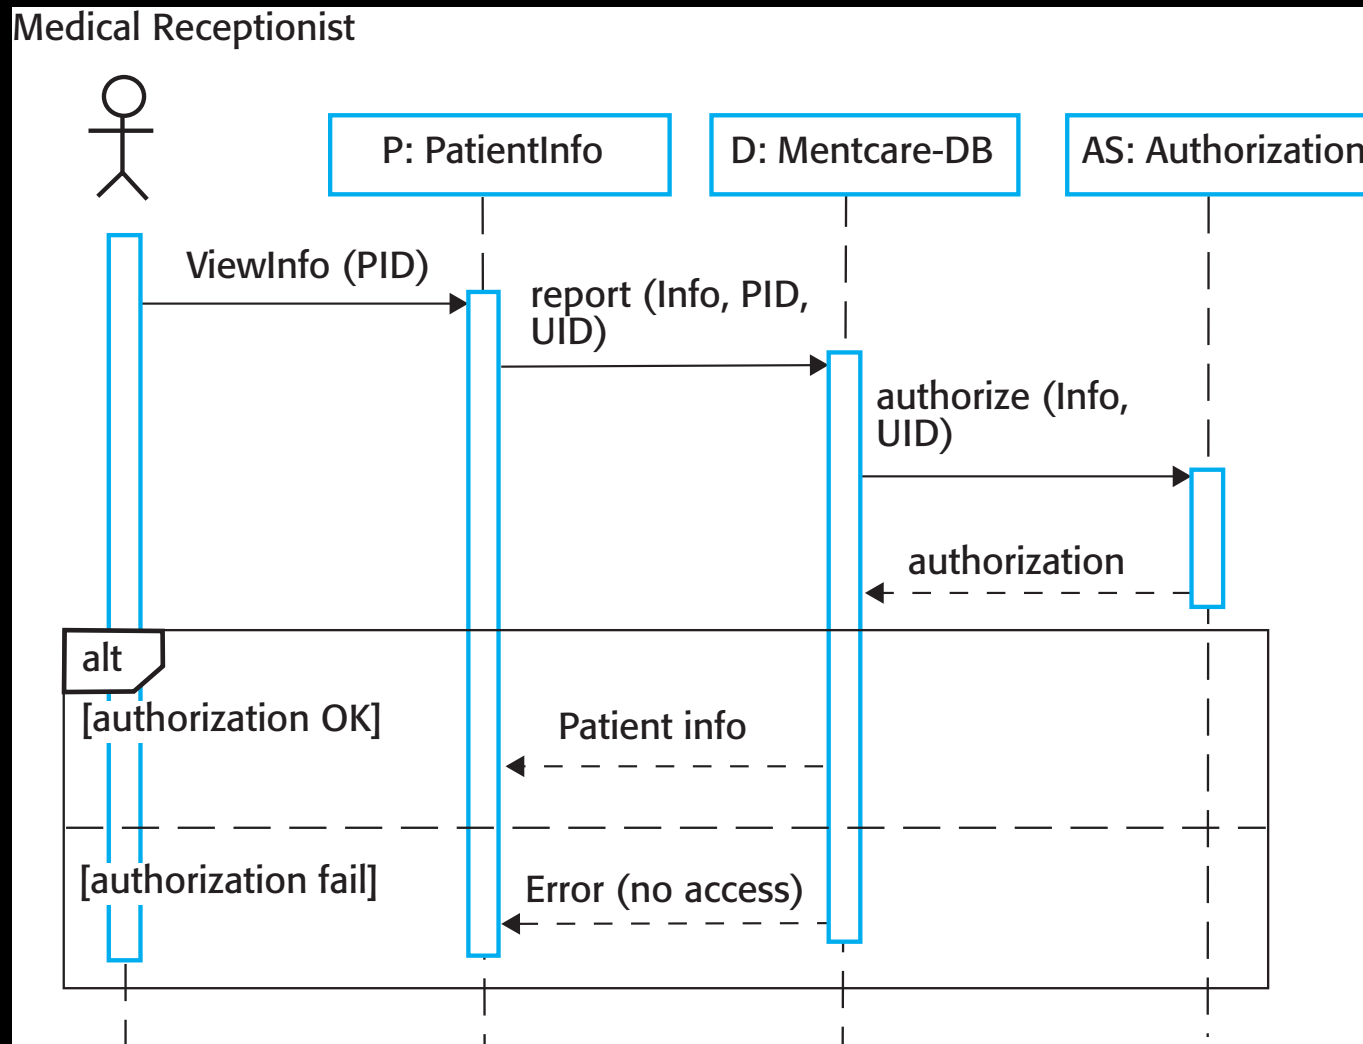 Medical Receptionist
P: PatientInfo
D: Mentcare-DB
AS: Authorization
ViewInfo (PID)
report (Info, PID,
UID)
authorize (Info,
UID)
authorization
alt
[authorization OK]
Patient info
[authorization fail]
Error (no access)